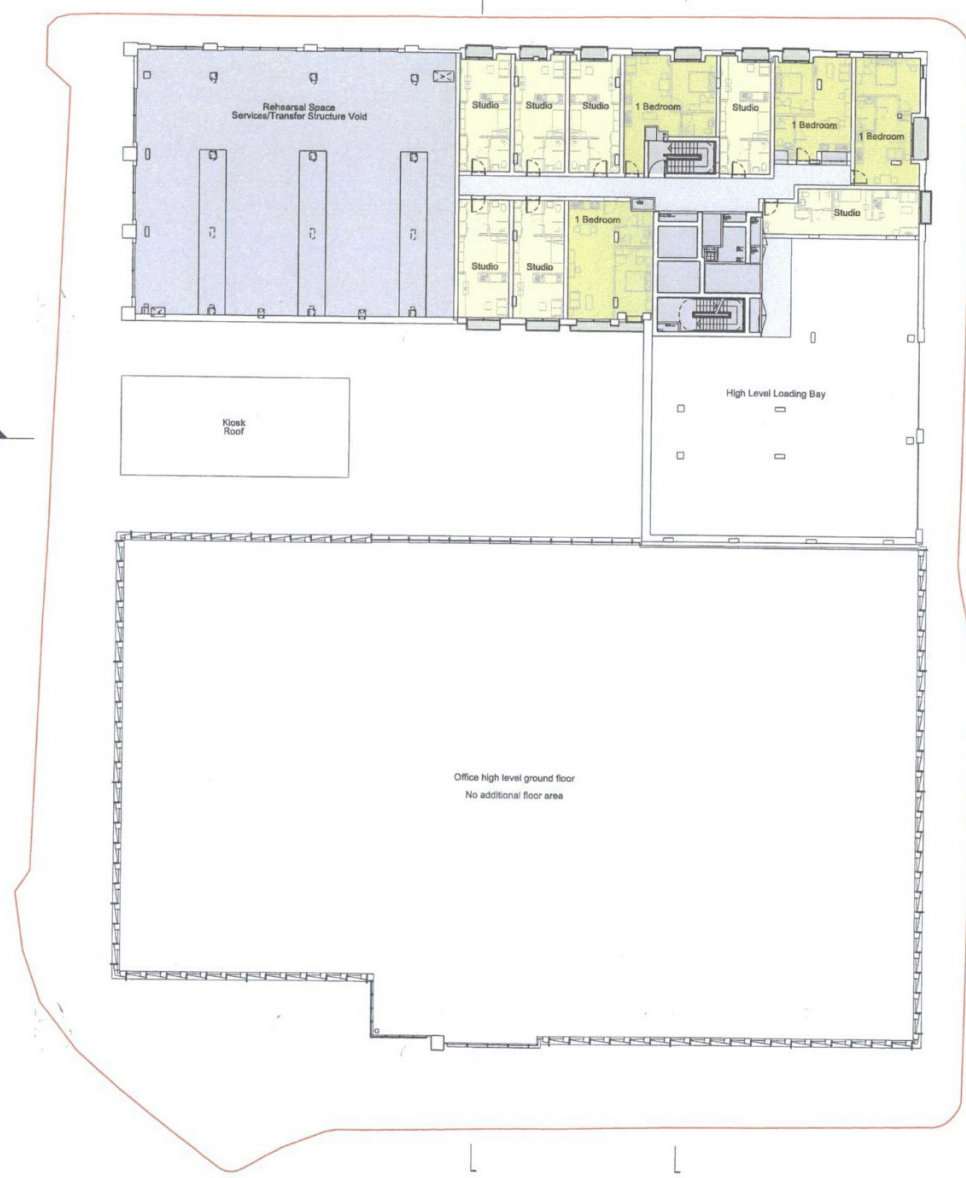 Rehearsal Space
Services/Transfer Structure Void
Studio
Studio
Studio
1 Bedroom
Studio
1 Bedroom
1 Bedroom
Studio
Studio
Studio
1 Bedroom
High Level Loading Bay
Kiosk
Roof
Office high level ground floor
No additional floor area